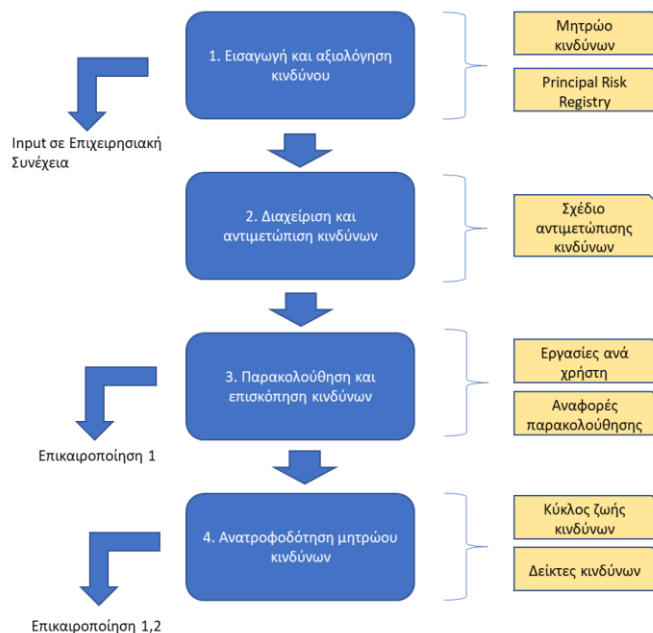 1. Εισαγωγή και αξιολόγηση
κινδύνου
Μητρώο
κινδύνων
Principal Risk
Registry
Input σε Επιχειρησιακή
Συνέχεια
2. Διαχείριση και
αντιμετώπιση κινδύνων
Σχέδιο
αντιμετώπισης
κινδύνων
3. Παρακολούθηση και
επισκόπηση κινδύνων
Εργασίες ανά
χρήστη
Αναφορές
παρακολούθησης
Επικαιροποίηση 1
4. Ανατροφοδότηση μητρώου
κινδύνων
Κύκλος ζωής
κινδύνων
Δείκτες κινδύνων
Επικαιροποίηση 1,2